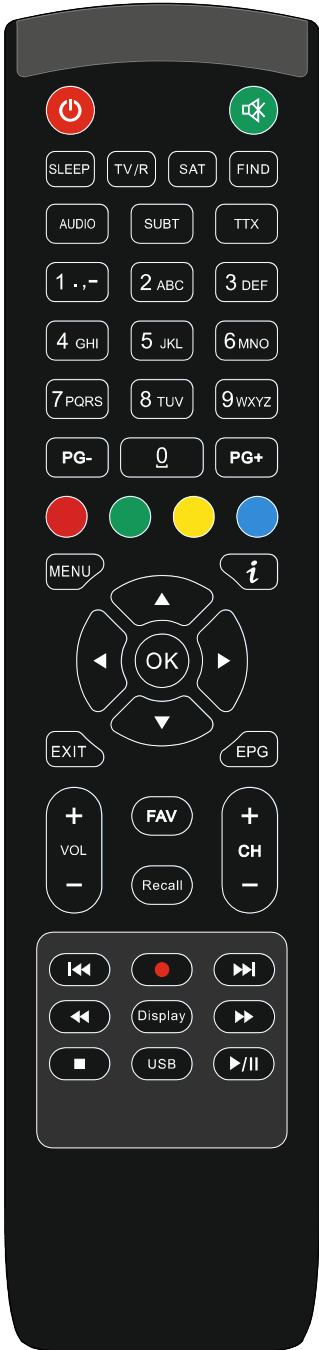 SLEEP TV/R SAT FIND
AUDIO SUBT TTX
1 .,- 2 ABC 3 DEF
4 GHI 5 JKL 6 MNO
7 PQRS 8 TUV 9 WXYZ
PG- 0 PG+
MENU i
OK
EXIT EPG
+ FAV +
VOL CH
- Recall -
Display
USB